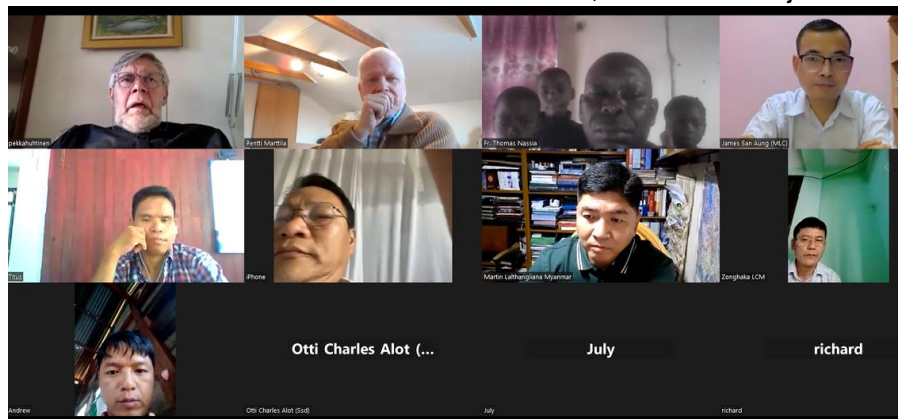 pekkahuhtinen
Pentti Marttila
Fr. Thomas Nassia
James San Aung (MLC)
Titus
iPhone
Martin Lalthangliana Myanmar
Zonghaka LCM
Otti Charles Alot (...
July
richard
Andrew
Otti Charles Alot (Ssd)
July
richard